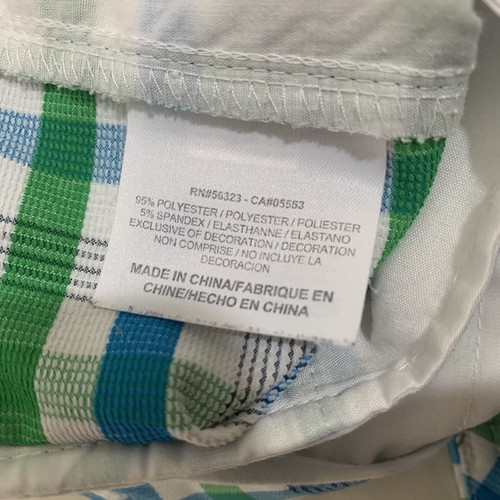 RN#56323 - CA#05553
95% POLYESTER / POLYESTER / POLIESTER
5% SPANDEX / ELASTHANNE / ELASTANO
EXCLUSIVE OF DECORATION / DECORATION
NON COMPRISE / NO INCLUYE LA
DECORACION
MADE IN CHINA/FABRIQUE EN
CHINE/HECHO EN CHINA